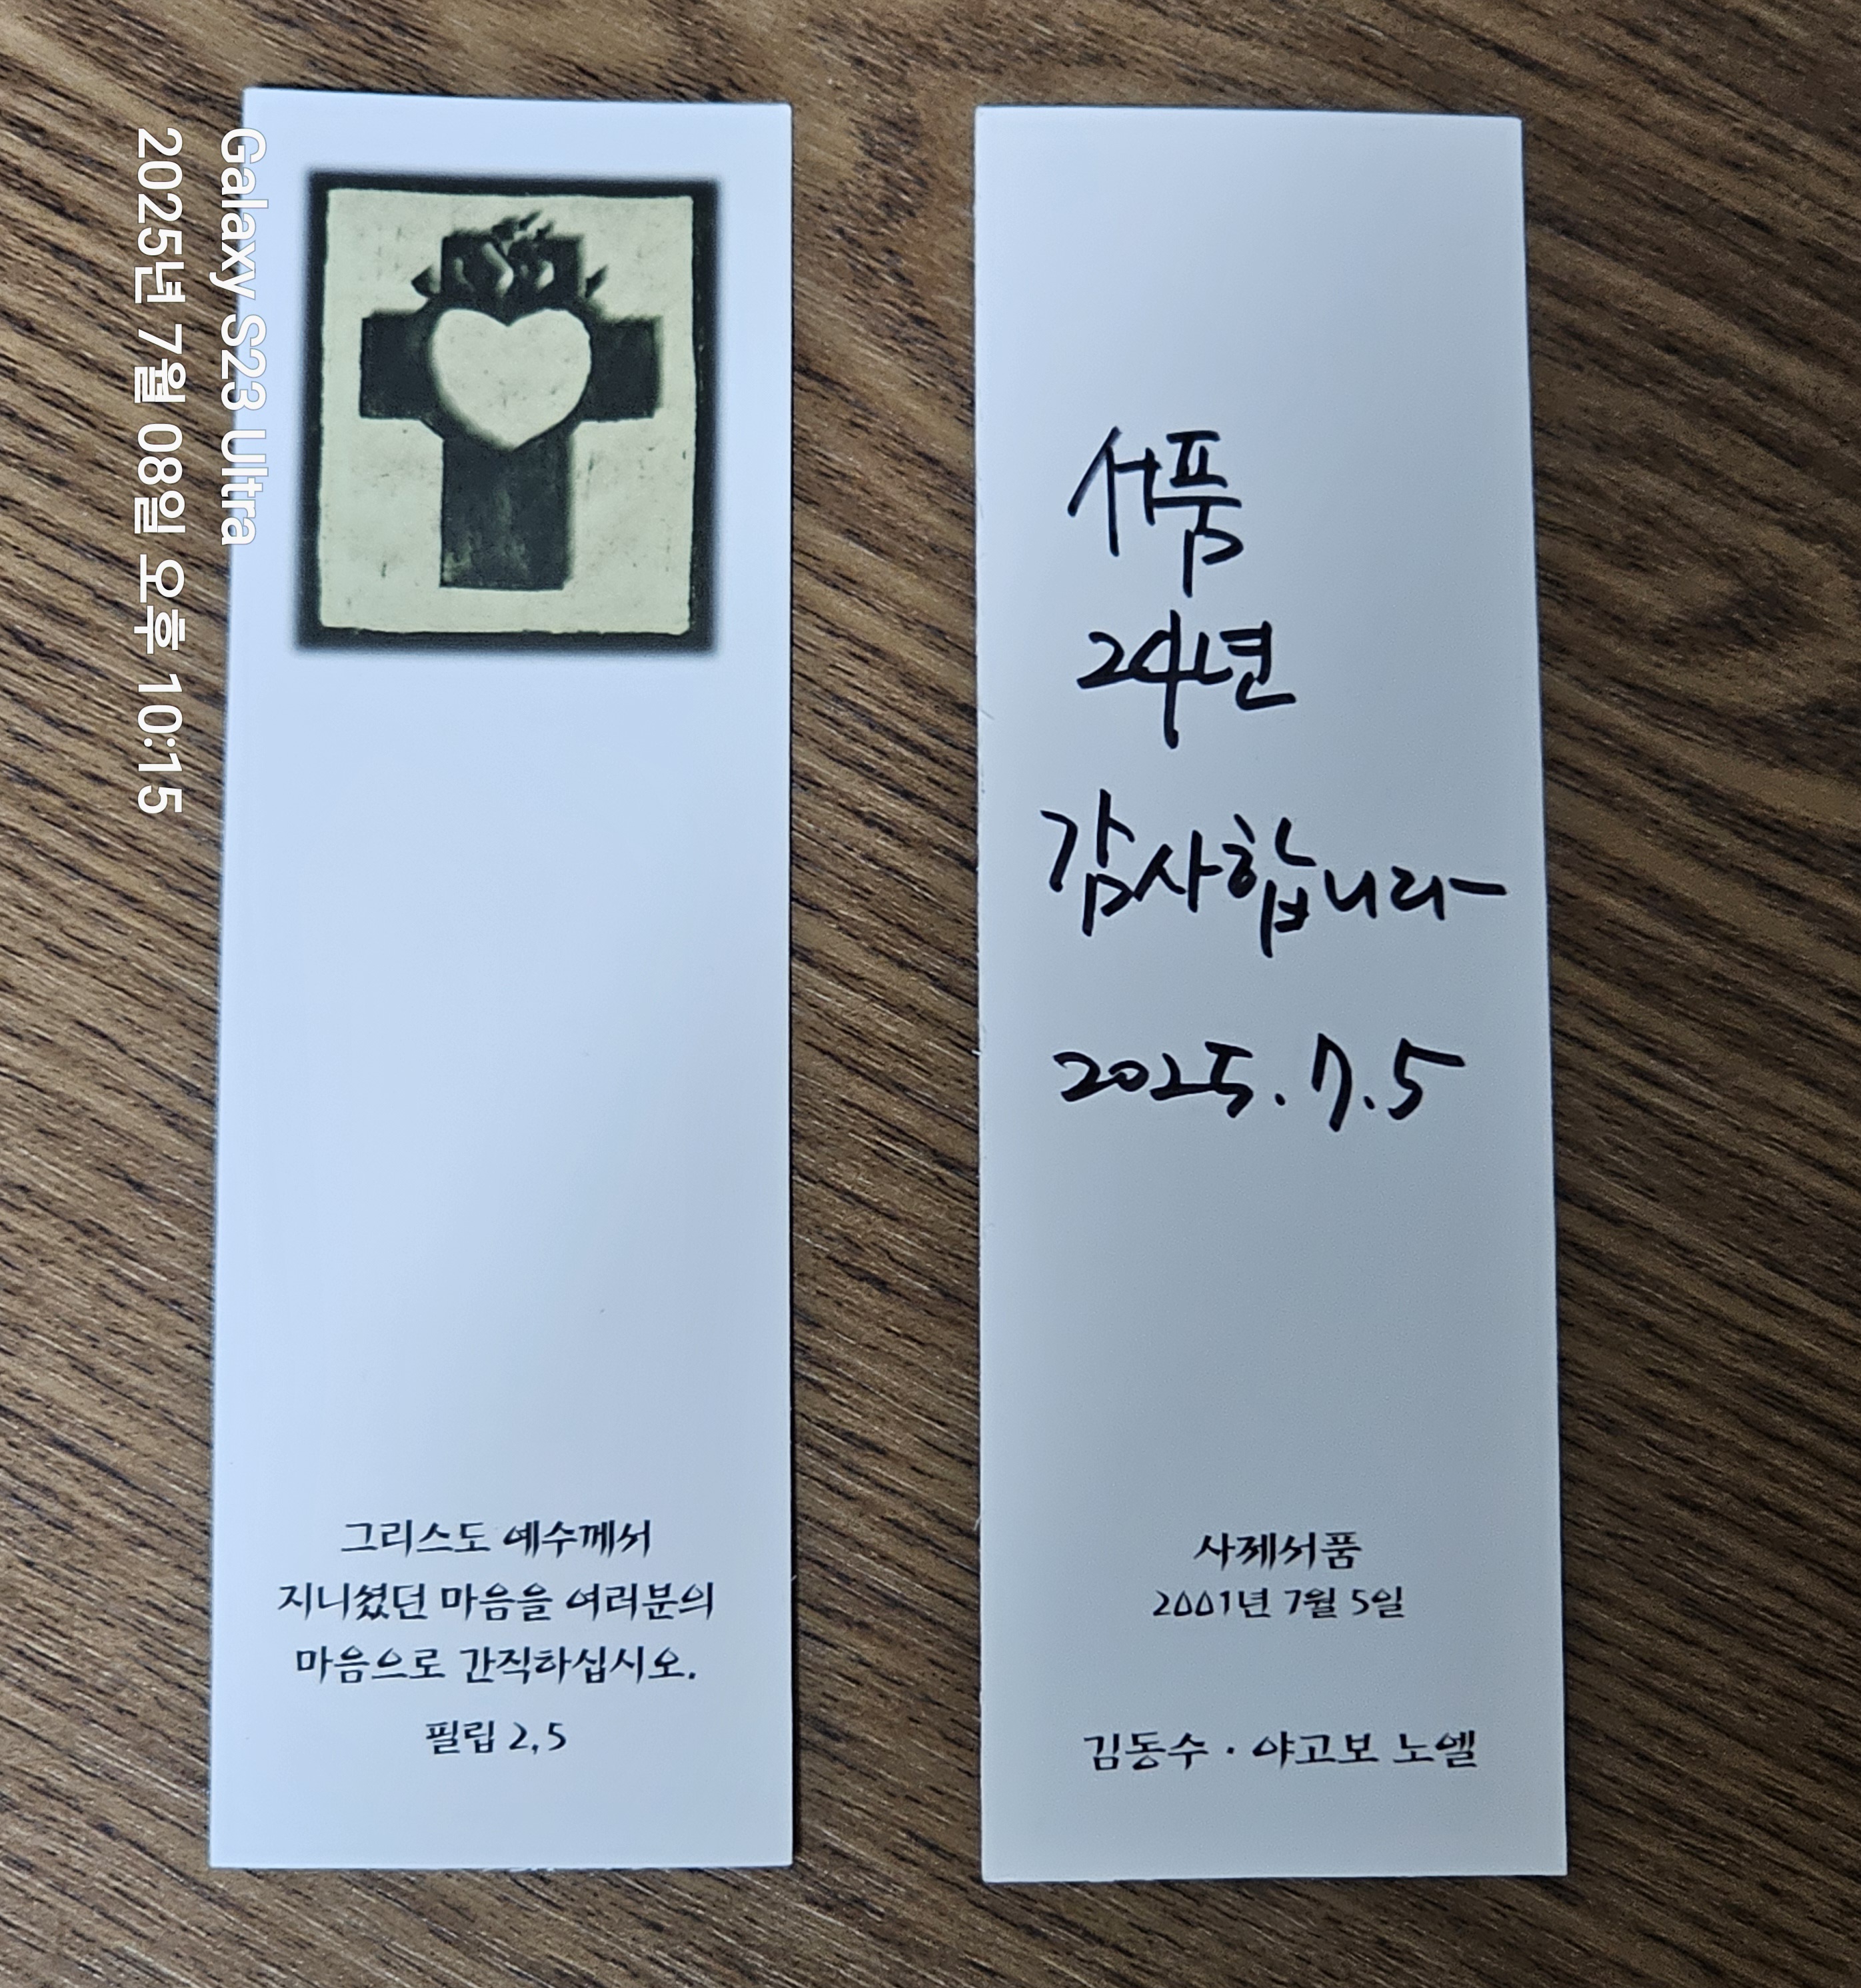 Galaxy S23 Ultra
2025년 7월 08일 오후 10:15
그리스도 예수께서
지니셨던 마음을 여러분의
마음으로 간직하십시오.
필립 2,5
서품
24년
감사합니다
2025.7.5
사제서품
2001년 7월 5일
김동수 · 야고보 노엘